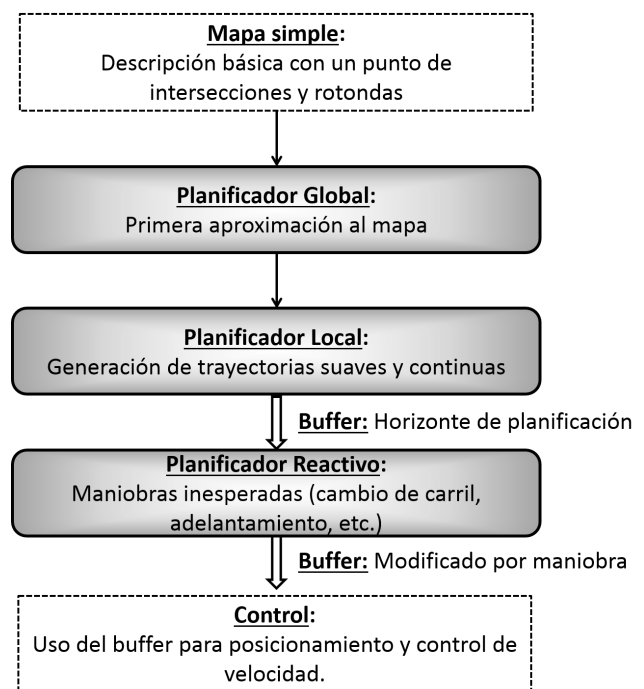 Mapa simple:
Descripción básica con un punto de
intersecciones y rotondas
Planificador Global:
Primera aproximación al mapa
Planificador Local:
Generación de trayectorias suaves y continuas
Buffer: Horizonte de planificación
Planificador Reactivo:
Maniobras inesperadas (cambio de carril,
adelantamiento, etc.)
Buffer: Modificado por maniobra
Control:
Uso del buffer para posicionamiento y control de
velocidad.